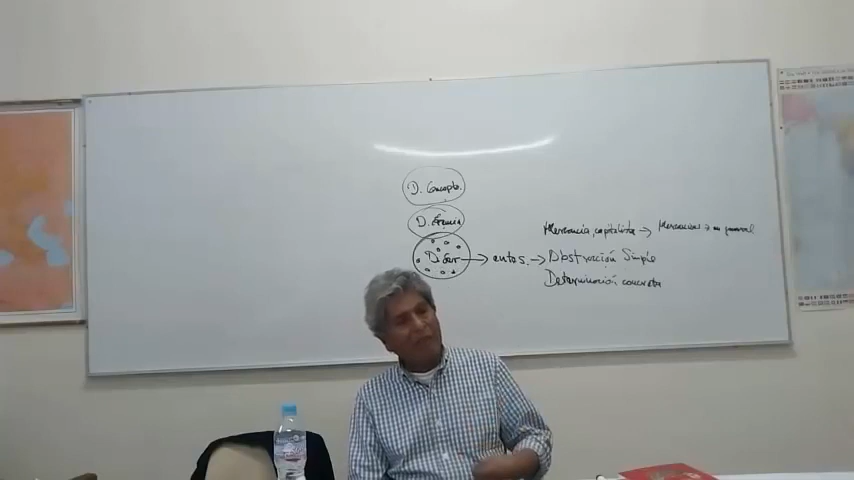 D. Concepto.
D. Esencia
Mercancía capitalista → Mercancías → en general
D. Ser → entes. → Abstracción Simple
Determinación concreta